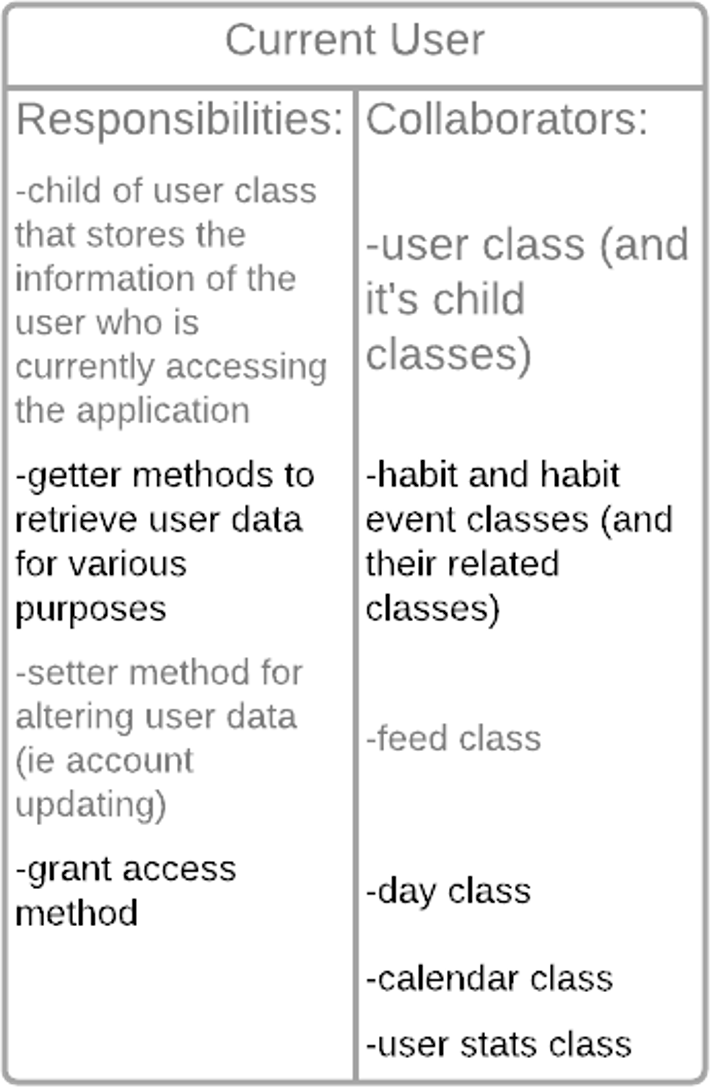 Current User
Responsibilities:
-child of user class
that stores the
information of the
user who is
currently accessing
the application
-getter methods to
retrieve user data
for various
purposes
-setter method for
altering user data
(ie account
updating)
-grant access
method
Collaborators:
-user class (and
it's child
classes)
-habit and habit
event classes (and
their related
classes)
-feed class
-day class
-calendar class
-user stats class